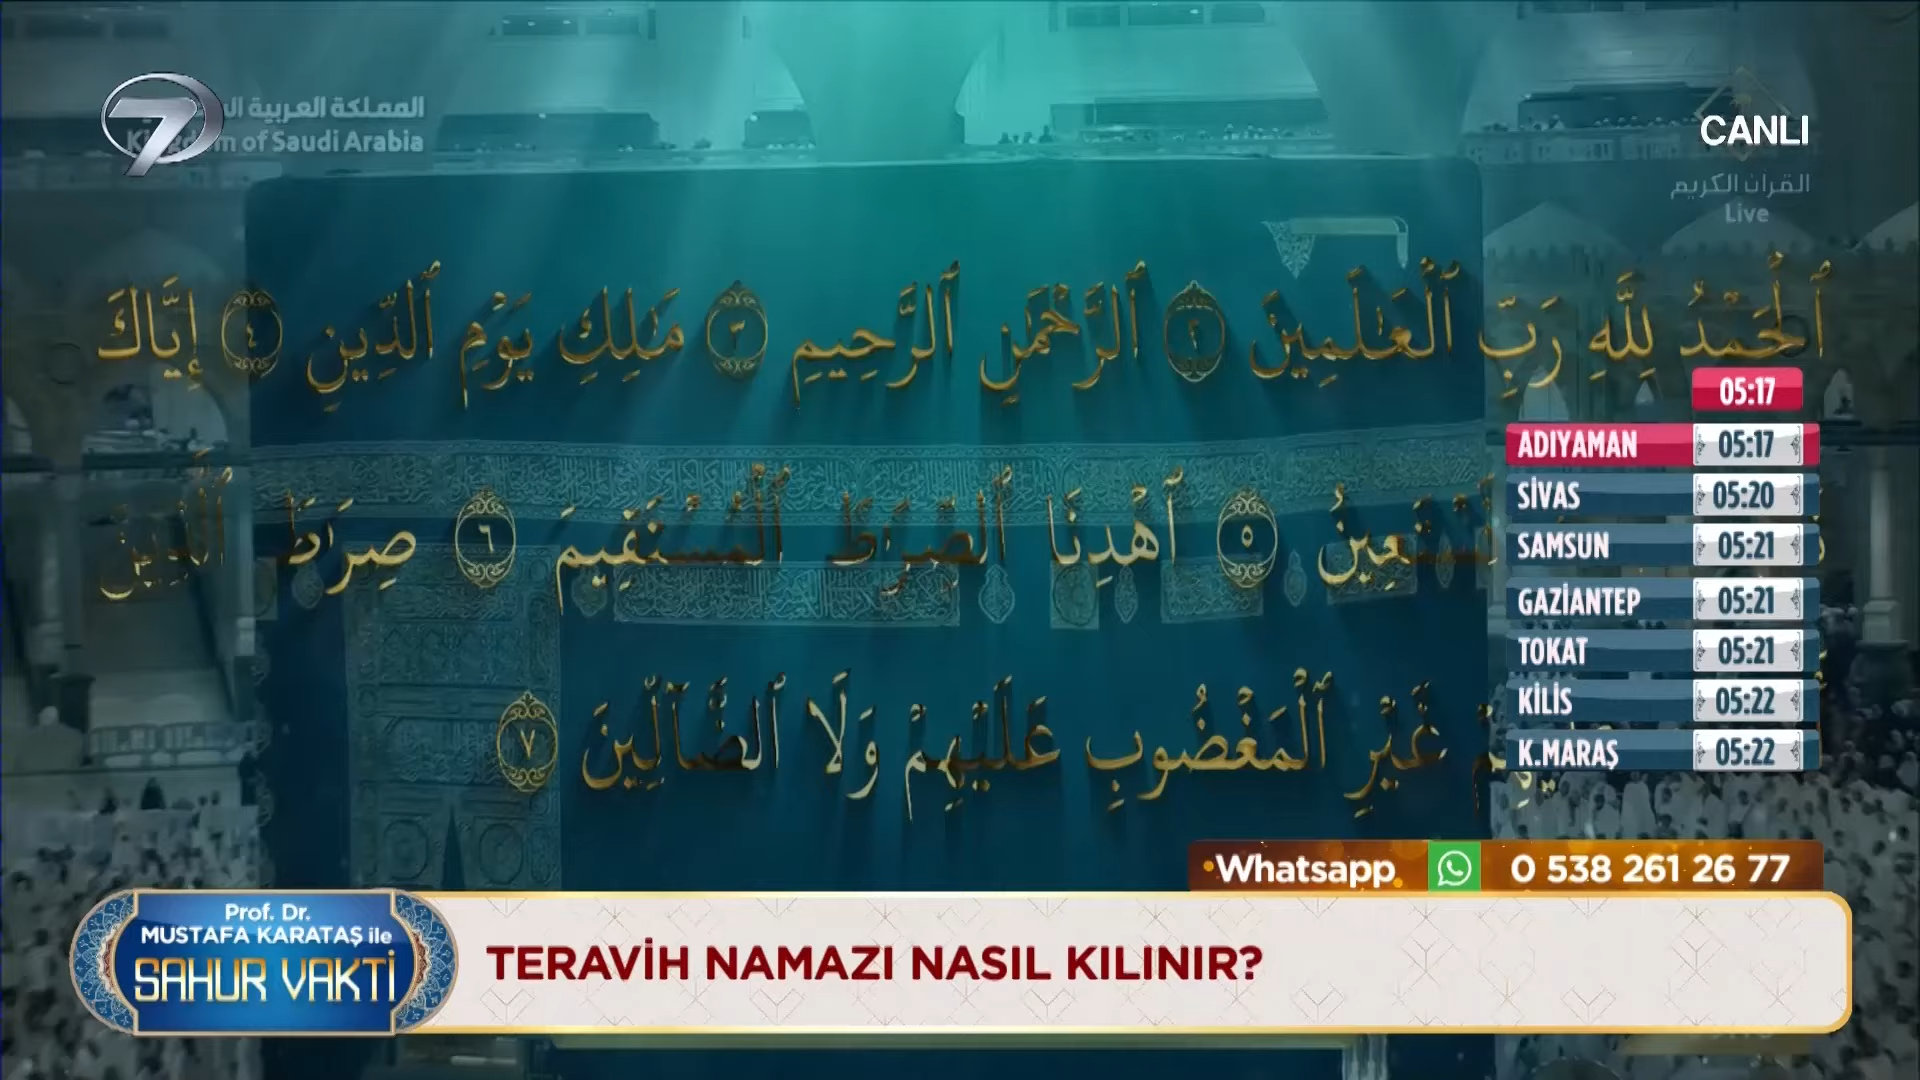 7
المملكة العربية
Kingdom of Saudi Arabia
CANLI
القرآن الكريم
Live
ٱلْحَمْدُ لِلَّهِ رَبِّ ٱلْعَـٰلَمِينَ ٢ ٱلرَّحْمَـٰنِ ٱلرَّحِيمِ ٣ مَـٰلِكِ يَوْمِ ٱلدِّينِ ٤ إِيَّاكَ
نَسْتَعِينُ ٥ ٱهْدِنَا ٱلصِّرَٰطَ ٱلْمُسْتَقِيمَ ٦ صِرَٰطَ ٱلَّذِينَ
غَيْرِ ٱلْمَغْضُوبِ عَلَيْهِمْ وَلَا ٱلضَّآلِّينَ ٧
05:17
ADIYAMAN 05:17
SİVAS 05:20
SAMSUN 05:21
GAZİANTEP 05:21
TOKAT 05:21
KİLİS 05:22
K.MARAŞ 05:22
Whatsapp 0 538 261 26 77
Prof. Dr.
MUSTAFA KARATAŞ ile
SAHUR VAKTİ
TERAVİH NAMAZI NASIL KILINIR?